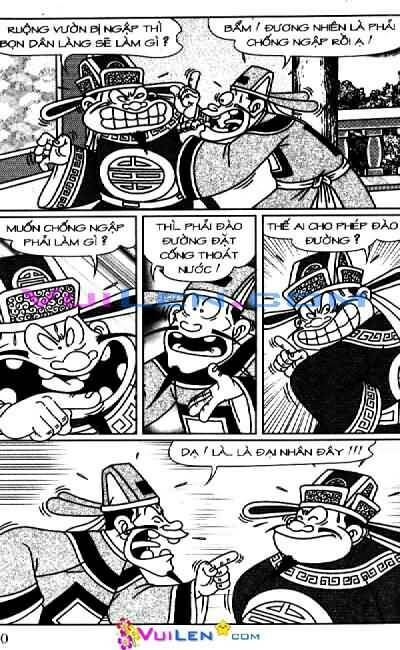 RUỘNG VƯỜN BỊ NGẬP THÌ
BỌN DÂN LÀNG SẼ LÀM GÌ?
BẨM! ĐƯƠNG NHIÊN LÀ PHẢI
CHỐNG NGẬP RỒI Ạ!
MUỐN CHỐNG NGẬP
PHẢI LÀM GÌ?
THÌ... PHẢI ĐÀO
ĐƯỜNG ĐẶT
CỐNG THOÁT
NƯỚC!
THẾ AI CHO PHÉP ĐÀO
ĐƯỜNG?
VUILEN.COM
DẠ! LÀ... LÀ ĐẠI NHÂN ĐẤY!!!
0
VUILEN.COM